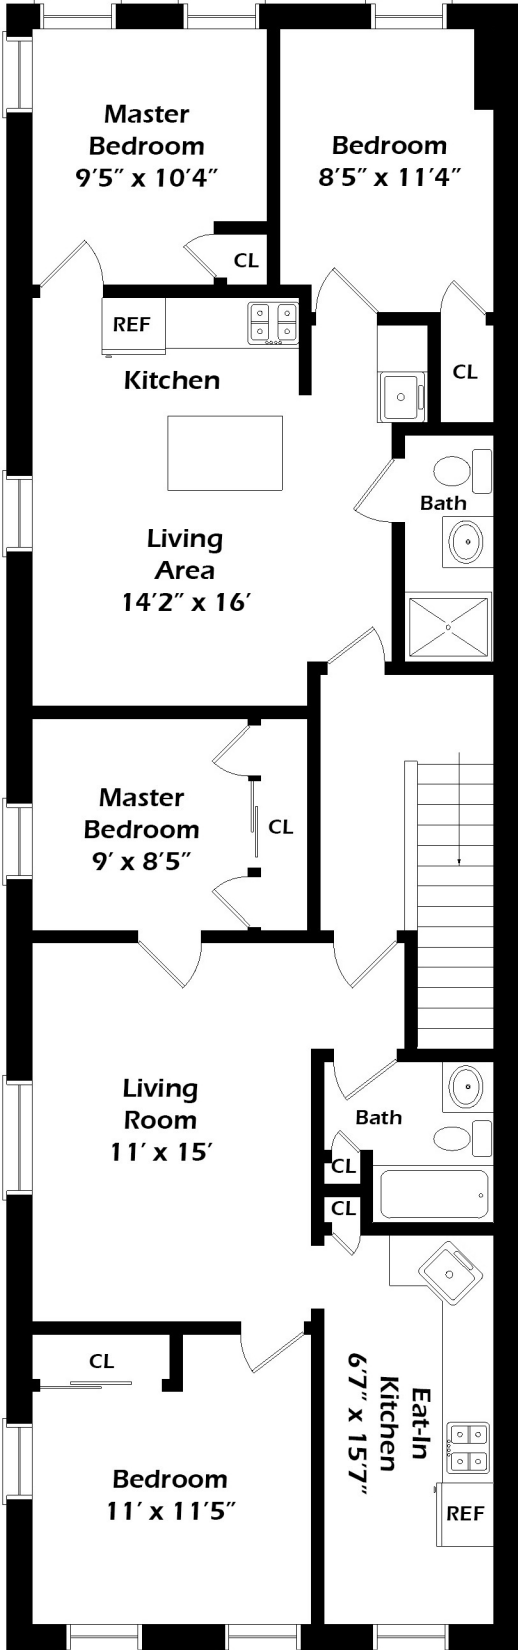 Master
Bedroom
9'5" x 10'4"
Bedroom
8'5" x 11'4"
CL
REF
Kitchen
CL
Bath
Living
Area
14'2" x 16'
Master
Bedroom
9' x 8'5"
CL
Living
Room
11' x 15'
Bath
CL
CL
CL
Eat-In
Kitchen
6'7" x 15'7"
Bedroom
11' x 11'5"
REF